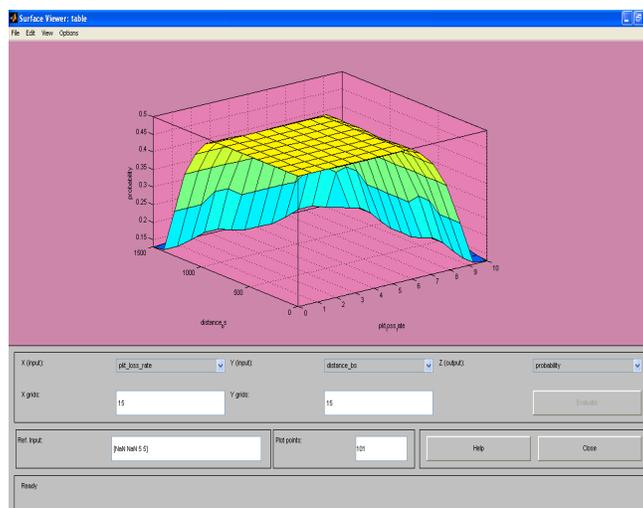 Surface Viewer: table
File Edit View Options
0.5
0.45
0.4
0.35
0.3
0.25
0.2
0.15
probability
1500
1000
500
0
distance_bs
0 1 2 3 4 5 6 7 8 9 10
pkt_loss_rate
X (input): pkt_loss_rate Y (input): distance_bs Z (output): probability
X grids: 15 Y grids: 15 Evaluate
Ref. Input: [NaN NaN 5 5] Plot points: 101 Help Close
Ready